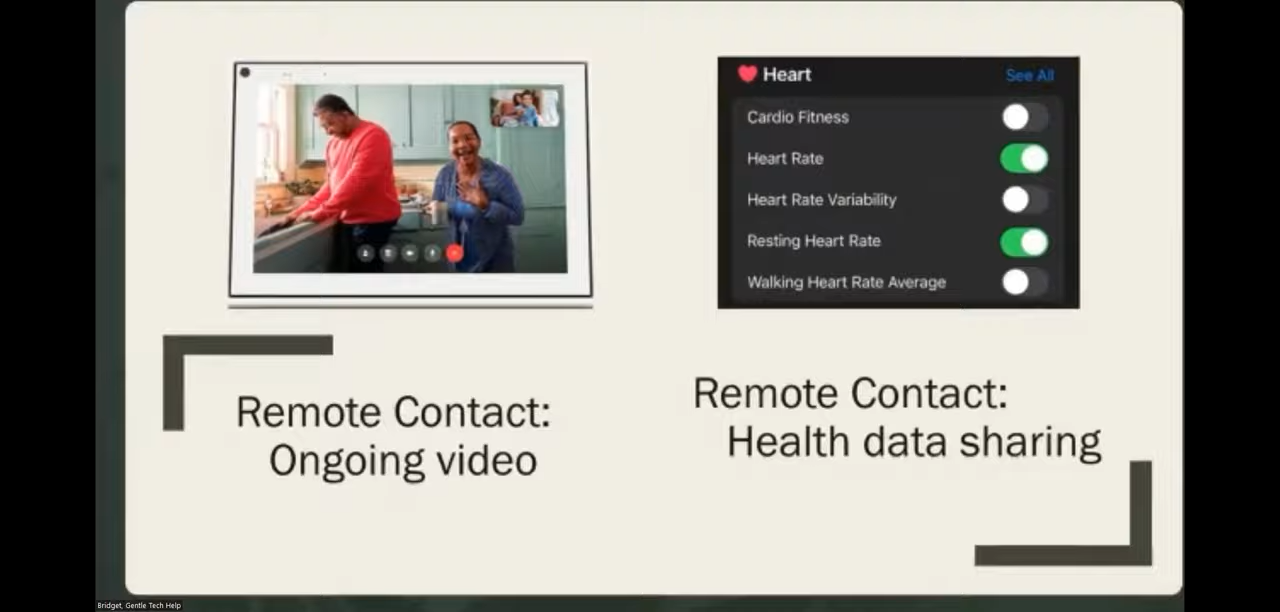 Heart
See All
Cardio Fitness
Heart Rate
Heart Rate Variability
Resting Heart Rate
Walking Heart Rate Average
Remote Contact:
Ongoing video
Remote Contact:
Health data sharing
Bridget, Gentle Tech Help